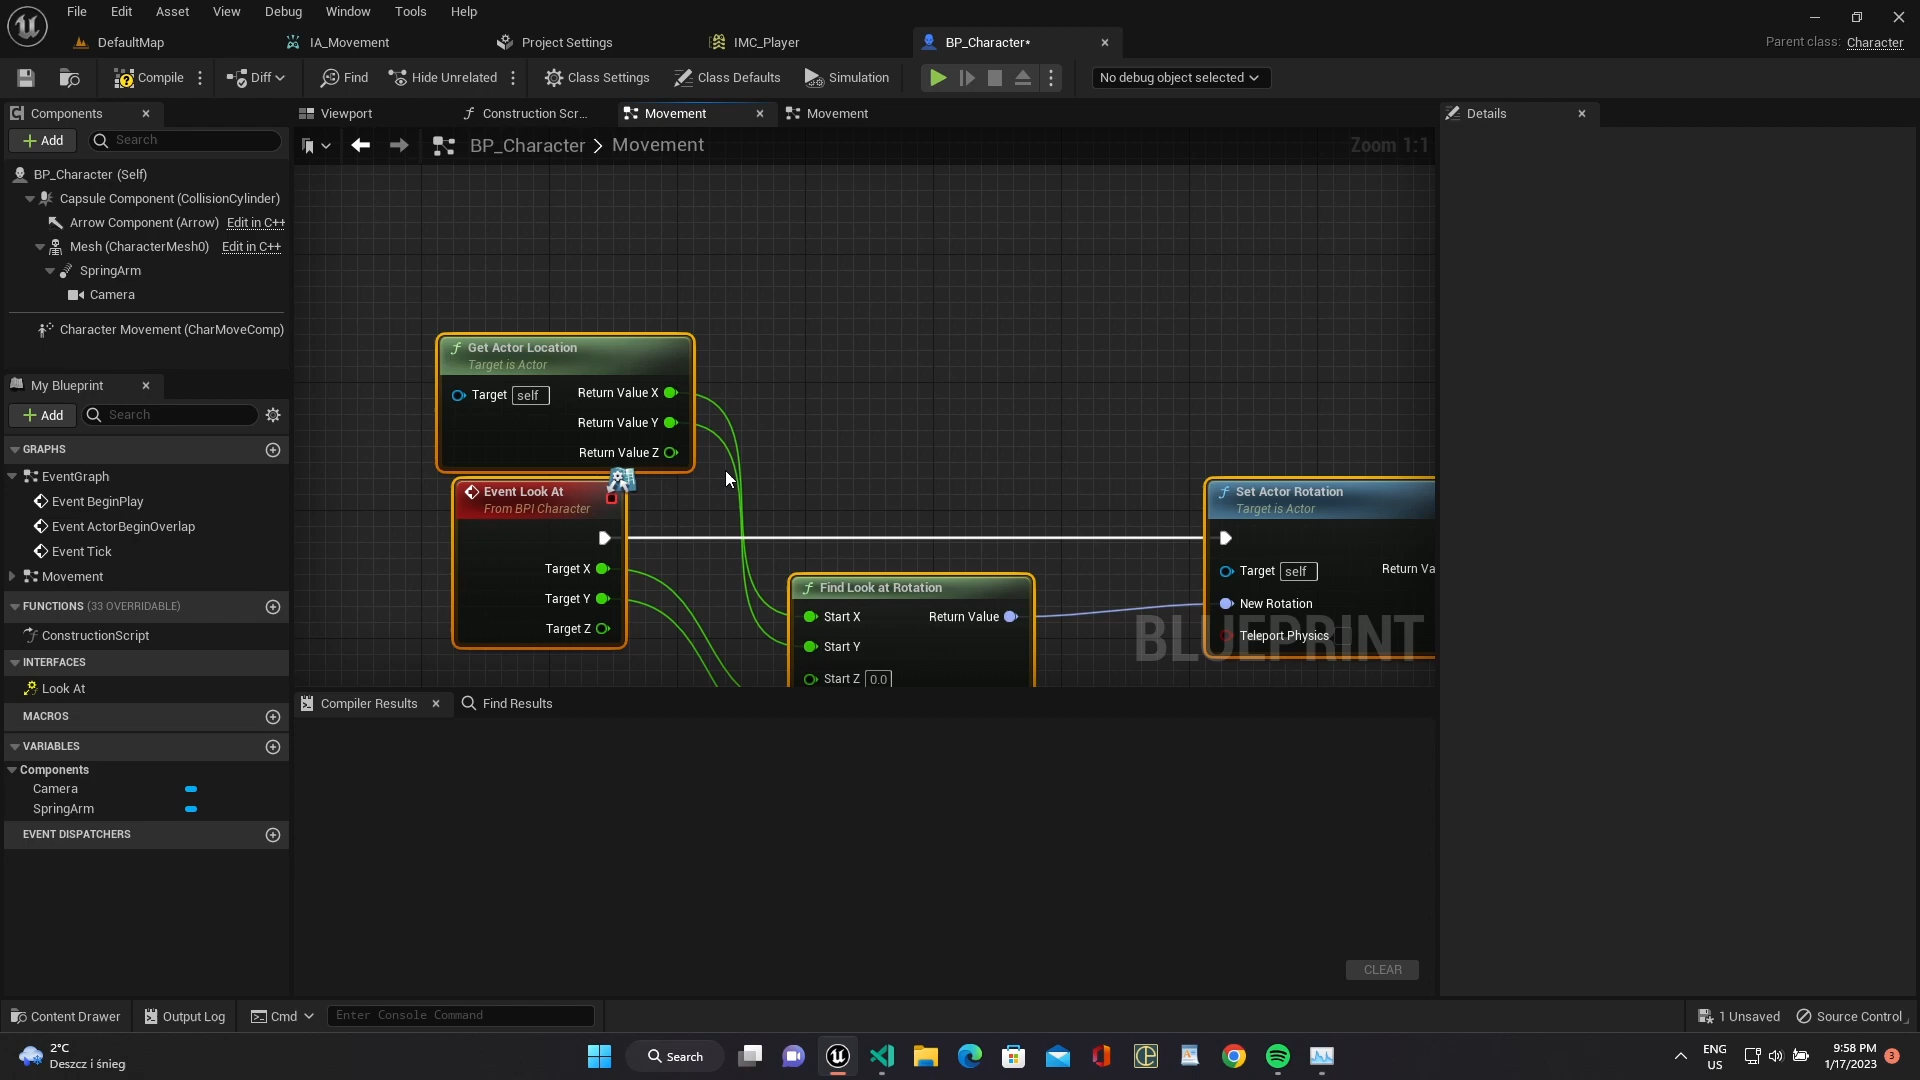 File Edit Asset View Debug Window Tools Help
DefaultMap IA_Movement Project Settings IMC_Player BP_Character* Parent class: Character
Compile Diff Find Hide Unrelated Class Settings Class Defaults Simulation No debug object selected
Components
Viewport Construction Scr... Movement Movement
Details
Add Search
BP_Character > Movement
Zoom 1:1
BP_Character (Self)
Capsule Component (CollisionCylinder)
Arrow Component (Arrow) Edit in C++
Mesh (CharacterMesh0) Edit in C++
SpringArm
Camera
Character Movement (CharMoveComp)
My Blueprint
Add Search
GRAPHS
EventGraph
Event BeginPlay
Event ActorBeginOverlap
Event Tick
Movement
FUNCTIONS (33 OVERRIDABLE)
ConstructionScript
INTERFACES
Look At
MACROS
VARIABLES
Components
Camera
SpringArm
EVENT DISPATCHERS
Get Actor Location
Target is Actor
Target self Return Value X
Return Value Y
Return Value Z
Event Look At
From BPI Character
Target X
Target Y
Target Z
Find Look at Rotation
Start X Return Value
Start Y
Start Z 0.0
Set Actor Rotation
Target is Actor
Target self Return Va
New Rotation
Teleport Physics
BLUEPRINT
Compiler Results Find Results
CLEAR
Content Drawer Output Log Cmd Enter Console Command 1 Unsaved Source Control
2°C
Deszcz i śnieg
Search
ENG
US
9:58 PM
1/17/2023
3